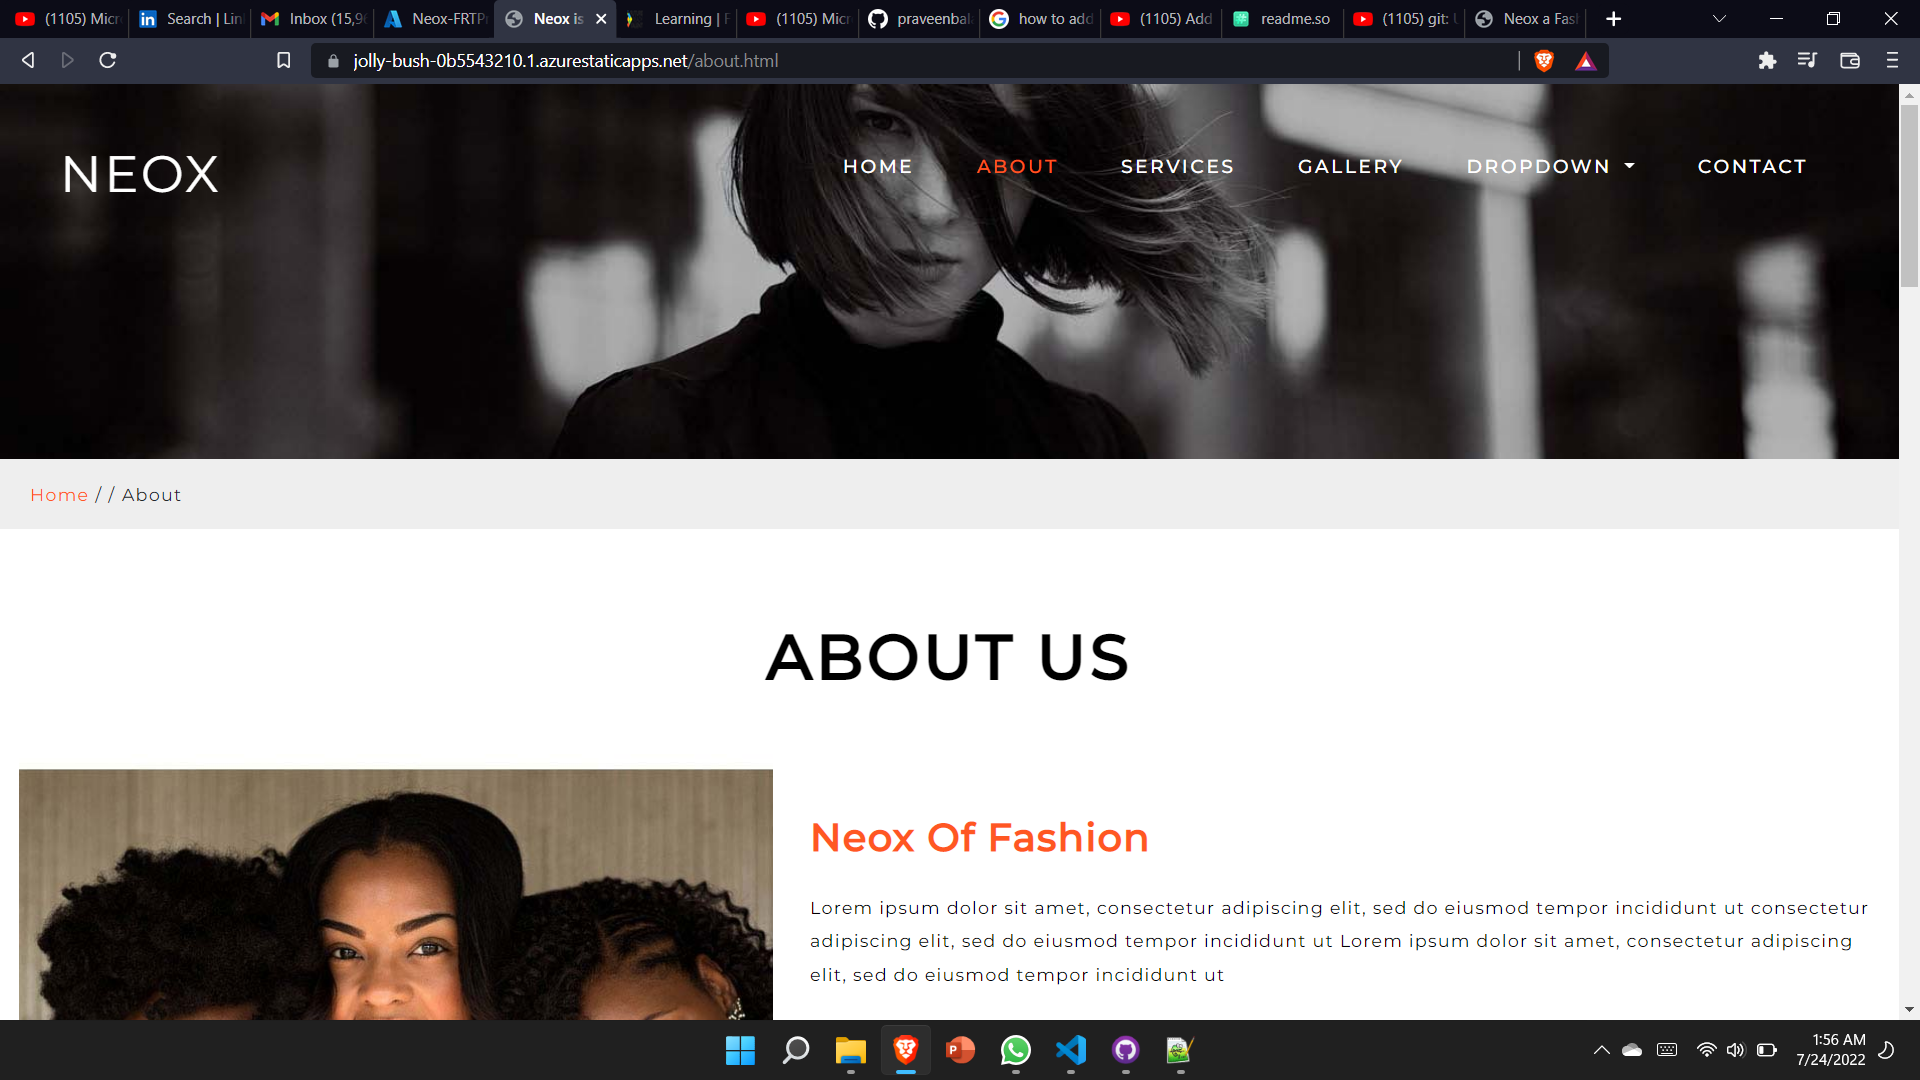 (1105) Micr
Search | Lin
Inbox (15,96
Neox-FRTPr
Neox is
Learning | F
(1105) Micr
praveenbala
how to add
(1105) Add
readme.so
(1105) git: U
Neox a Fash
jolly-bush-0b5543210.1.azurestaticapps.net/about.html
NEOX
HOME
ABOUT
SERVICES
GALLERY
DROPDOWN
CONTACT
Home / / About
ABOUT US
Neox Of Fashion
Lorem ipsum dolor sit amet, consectetur adipiscing elit, sed do eiusmod tempor incididunt ut consectetur
adipiscing elit, sed do eiusmod tempor incididunt ut Lorem ipsum dolor sit amet, consectetur adipiscing
elit, sed do eiusmod tempor incididunt ut
1:56 AM
7/24/2022